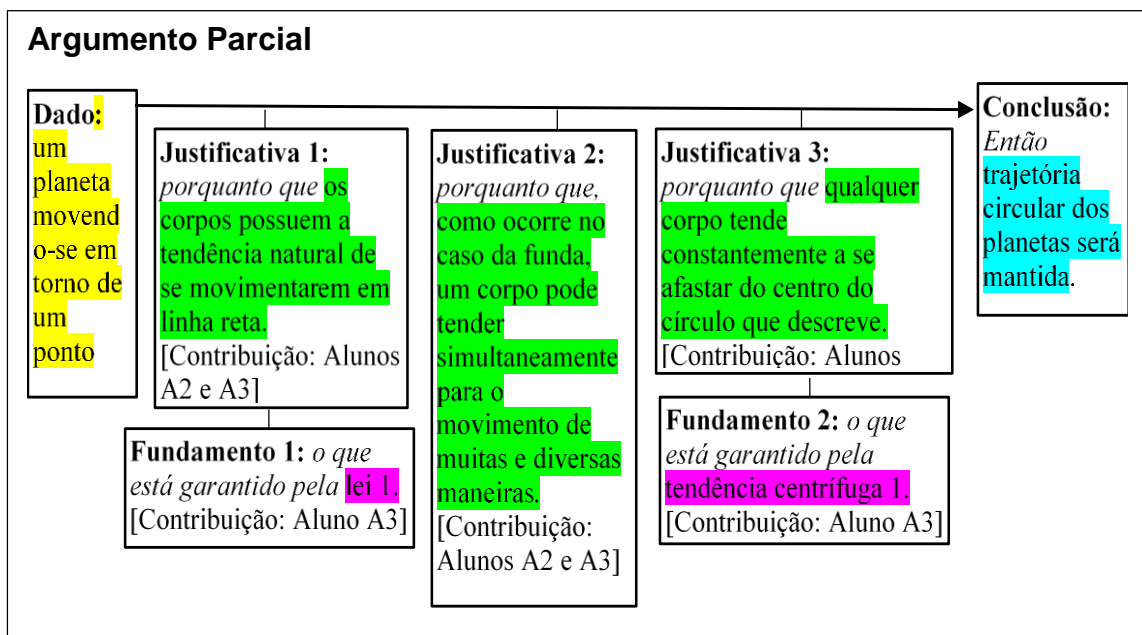 Argumento Parcial
Dado:
um
planeta
movend
o-se em
torno de
um
ponto
Justificativa 1:
porquanto que os
corpos possuem a
tendência natural de
se movimentarem em
linha reta.
[Contribuição: Alunos
A2 e A3]
Fundamento 1: o que
está garantido pela lei 1.
[Contribuição: Aluno A3]
Justificativa 2:
porquanto que,
como ocorre no
caso da funda,
um corpo pode
tender
simultaneamente
para o
movimento de
muitas e diversas
maneiras.
[Contribuição:
Alunos A2 e A3]
Justificativa 3:
porquanto que qualquer
corpo tende
constantemente a se
afastar do centro do
círculo que descreve.
[Contribuição: Alunos
Fundamento 2: o que
está garantido pela
tendência centrífuga 1.
[Contribuição: Aluno A3]
Conclusão:
Então
trajetória
circular dos
planetas será
mantida.